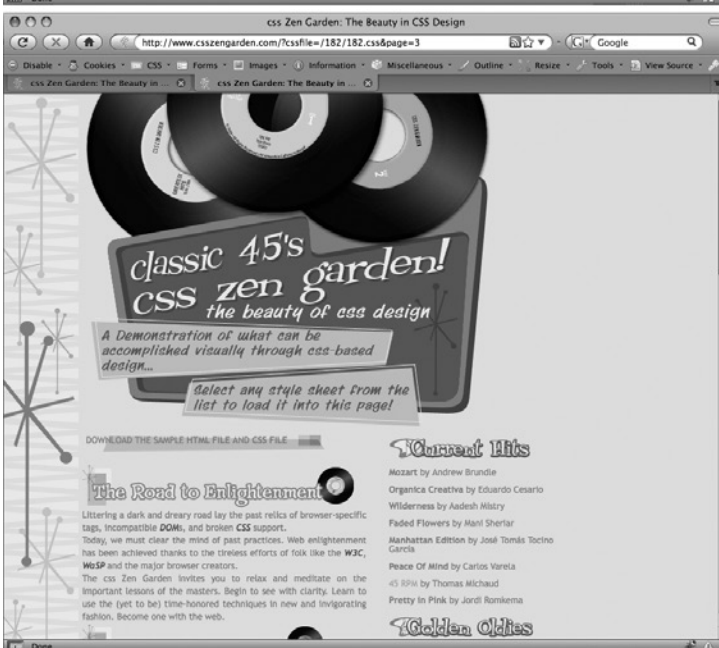 css Zen Garden: The Beauty in CSS Design
http://www.csszengarden.com/?cssfile=/182/182.css&page=3
Google
Disable Cookies CSS Forms Images Information Miscellaneous Outline Resize Tools View Source
css Zen Garden: The Beauty in ... css Zen Garden: The Beauty in ...
classic 45's
css zen garden!
the beauty of css design
A Demonstration of what can be
accomplished visually through css-based
design...
Select any style sheet from the
list to load it into this page!
DOWNLOAD THE SAMPLE HTML FILE AND CSS FILE
The Road to Enlightenment
Littering a dark and dreary road lay the past relics of browser-specific
tags, incompatible DOMs, and broken CSS support.
Today, we must clear the mind of past practices. Web enlightenment
has been achieved thanks to the tireless efforts of folk like the W3C,
WaSP and the major browser creators.
The css Zen Garden invites you to relax and meditate on the
important lessons of the masters. Begin to see with clarity. Learn to
use the (yet to be) time-honored techniques in new and invigorating
fashion. Become one with the web.
Current Hits
Mozart by Andrew Brundle
Organica Creativa by Eduardo Cesario
Wilderness by Aadesh Mistry
Faded Flowers by Mani Sheriar
Manhattan Edition by José Tomás Tocino
García
Peace Of Mind by Carlos Varela
45 RPM by Thomas Michaud
Pretty in Pink by Jordi Romkema
Golden Oldies
Done